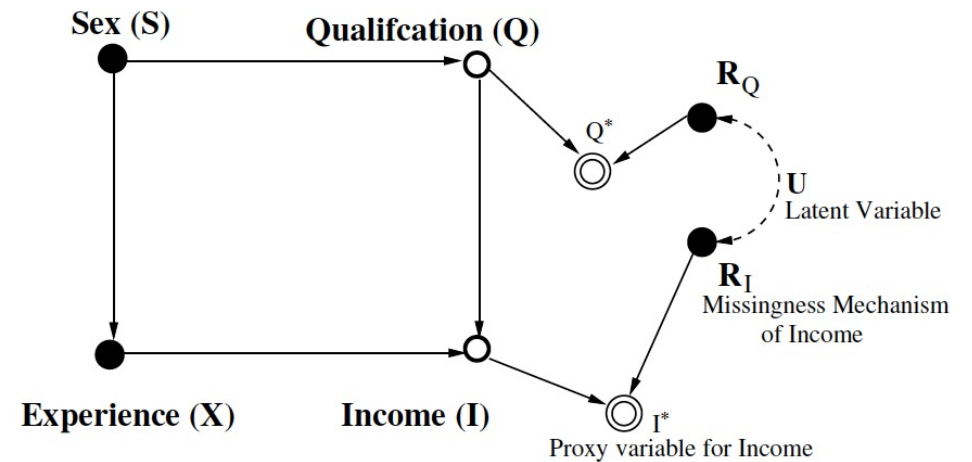 Sex (S)
Qualifcation (Q)
R_Q
Q*
U
Latent Variable
R_I
Missingness Mechanism
of Income
Experience (X)
Income (I)
I*
Proxy variable for Income